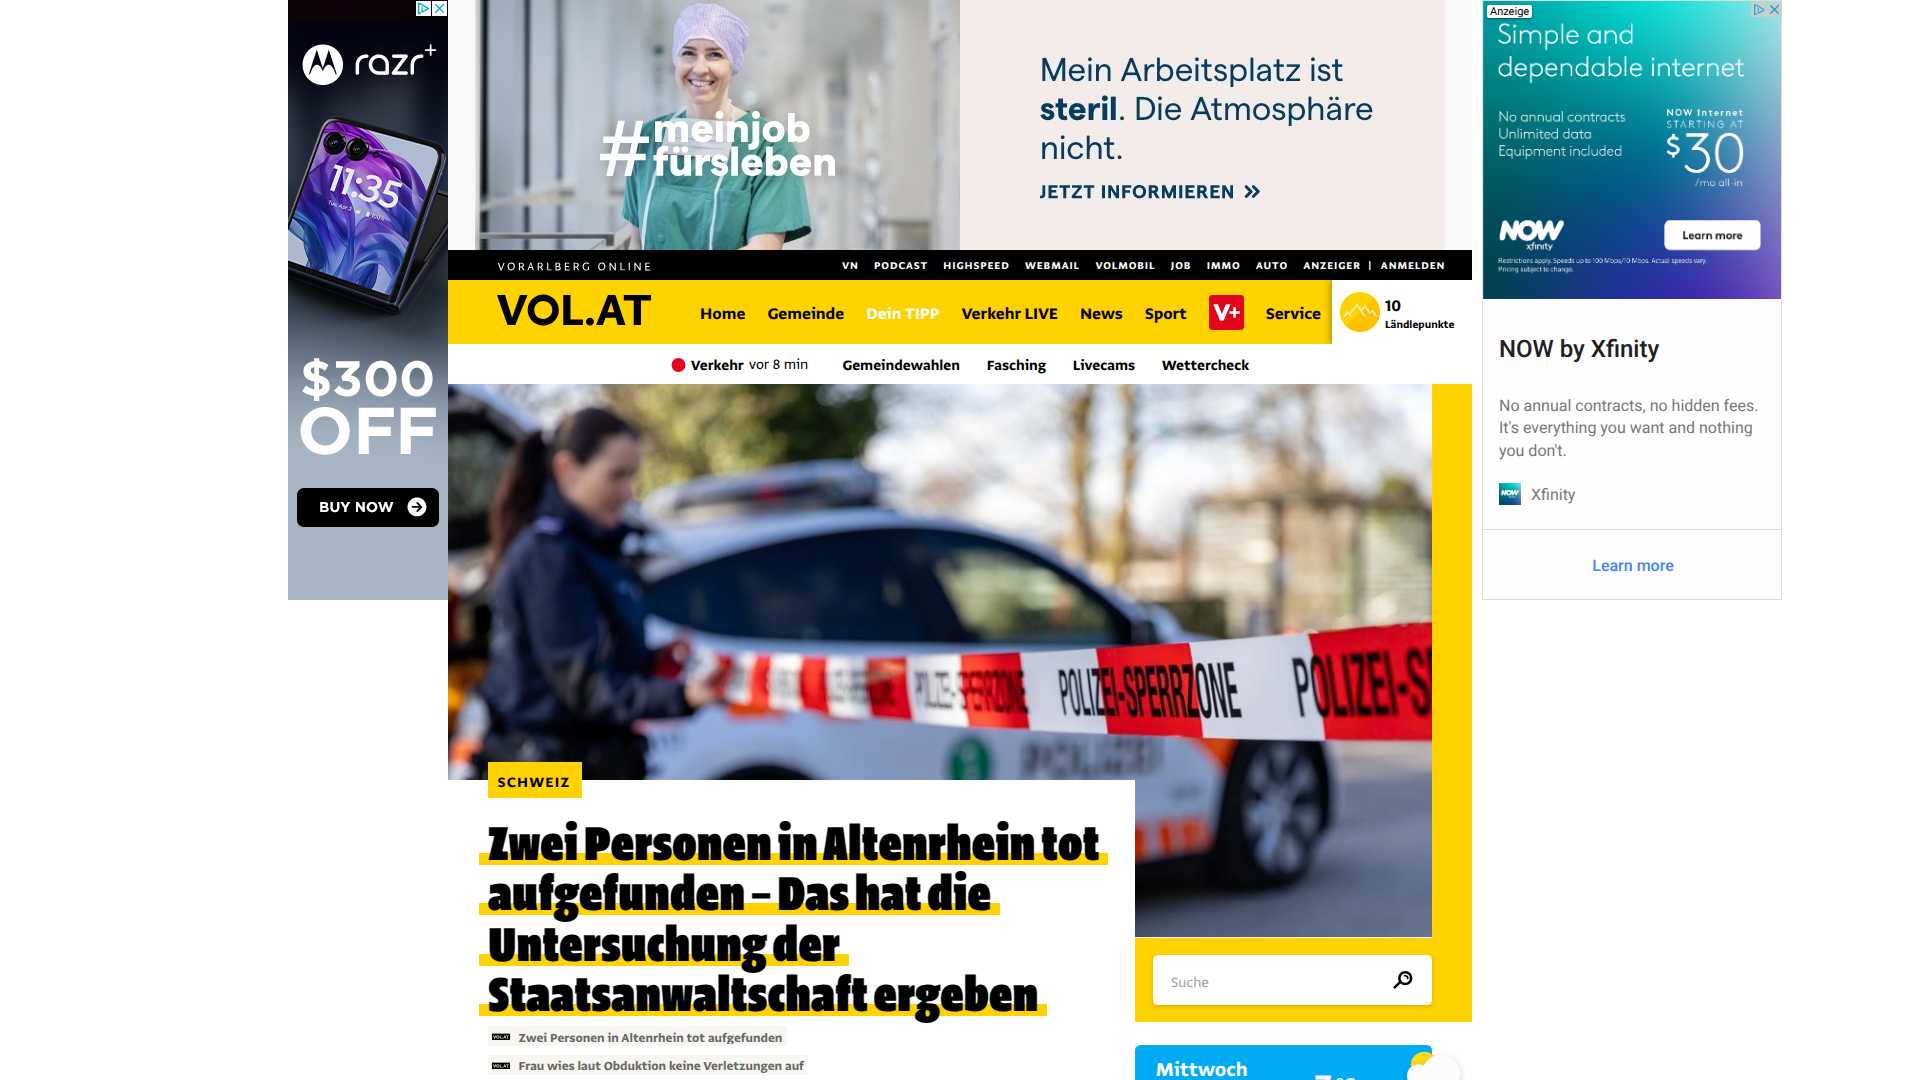 razr+
11:35
$300
OFF
BUY NOW
#meinjob
fürsleben
Mein Arbeitsplatz ist
steril. Die Atmosphäre
nicht.
JETZT INFORMIEREN
Anzeige
Simple and
dependable internet
No annual contracts
Unlimited data
Equipment included
NOW Internet
STARTING AT
$30
/mo all-in
NOW
xfinity
Learn more
Restrictions apply. Speeds up to 100 Mbps/10 Mbps. Actual speeds vary.
Pricing subject to change.
NOW by Xfinity
No annual contracts, no hidden fees.
It's everything you want and nothing
you don't.
NOW Xfinity
Learn more
VORARLBERG ONLINE
VN PODCAST HIGHSPEED WEBMAIL VOLMOBIL JOB IMMO AUTO ANZEIGER | ANMELDEN
VOL.AT
Home Gemeinde Dein TIPP Verkehr LIVE News Sport V+ Service
10
Ländlepunkte
Verkehr vor 8 min Gemeindewahlen Fasching Livecams Wettercheck
POLIZEI-SPERRZONE POLIZEI-SPERRZONE POLIZEI-S
POLIZEI
SCHWEIZ
Zwei Personen in Altenrhein tot
aufgefunden – Das hat die
Untersuchung der
Staatsanwaltschaft ergeben
VOL.AT Zwei Personen in Altenrhein tot aufgefunden
VOL.AT Frau wies laut Obduktion keine Verletzungen auf
Suche
Mittwoch